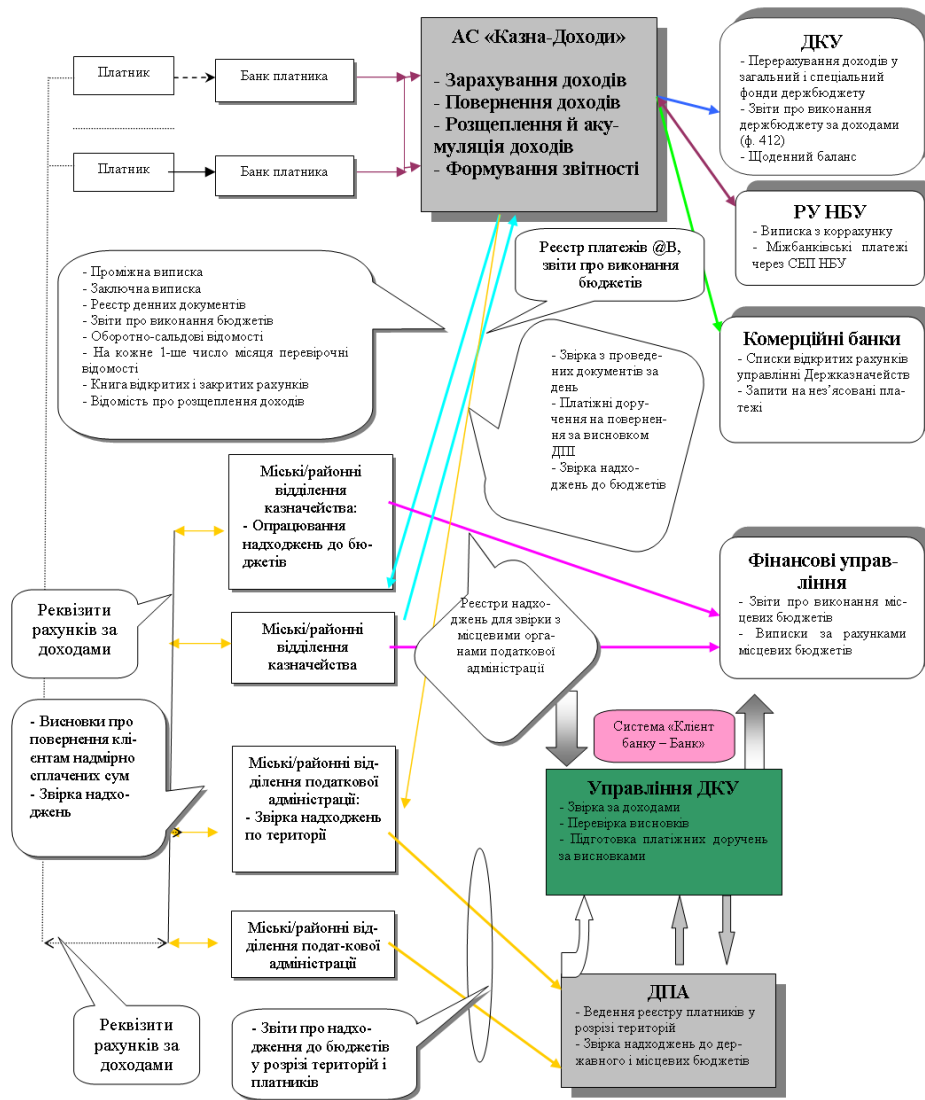 Платник
Банк платника
Платник
Банк платника
АС «Казна-Доходи»
- Зарахування доходів
- Повернення доходів
- Розщеплення й аку-
муляція доходів
- Формування звітності
ДКУ
- Перерахування доходів у
загальний і спеціальний
фонди держбюджету
- Звіти про виконання
держбюджету за доходами
(ф. 412)
- Щоденний баланс
РУ НБУ
- Виписка з коррахунку
- Міжбанківські платежі
через СЕП НБУ
Комерційні банки
- Списки відкритих рахунків
управлінні Держказначейств
- Запити на нез’ясовані пла-
тежі
Реєстр платежів @В,
звіти про виконання
бюджетів
- Проміжна виписка
- Заключна виписка
- Реєстр денних документів
- Звіти про виконання бюджетів
- Оборотно-сальдові відомості
- На кожне 1-ше число місяця перевірочні
відомості
- Книга відкритих і закритих рахунків
- Відомість про розщеплення доходів
- Звірка з проведе-
них документів за
день
- Платіжні дору-
чення на повернен-
ня за висновком
ДПІ
- Звірка надхо-
джень до бюджетів
Міські/районні
відділення
казначейства:
- Опрацювання
надходжень до бю-
джетів
Міські/районні
відділення
казначейства
Реєстри надхо-
джень для звірки з
місцевими орга-
нами податкової
адміністрації
Фінансові управ-
ління
- Звіти про виконання міс-
цевих бюджетів
- Виписки за рахунками
місцевих бюджетів
Реквізити
рахунків за
доходами
- Висновки про
повернення клі-
єнтам надмірно
сплачених сум
- Звірка надхо-
джень
Міські/районні від-
ділення податкової
адміністрації:
- Звірка надходжень
по території
Система «Клієнт
банку – Банк»
Управління ДКУ
- Звірка за доходами
- Перевірка висновків
- Підготовка платіжних доручень
за висновками
Міські/районні від-
ділення подат-кової
адміністрації
Реквізити
рахунків за
доходами
- Звіти про надхо-
дження до бюджетів
у розрізі територій і
платників
ДПА
- Ведення реєстру платників у
розрізі територій
- Звірка надходжень до дер-
жавного і місцевих бюджетів